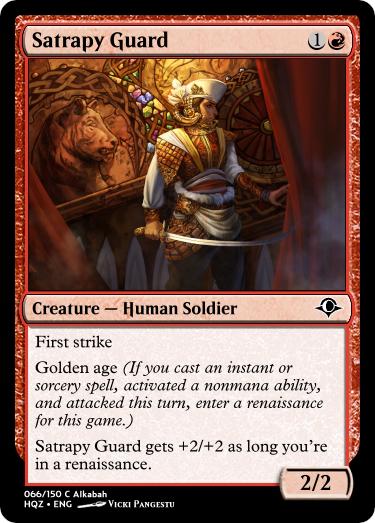 Satrapy Guard 1
Creature — Human Soldier
First strike
Golden age (If you cast an instant or
sorcery spell, activated a nonmana ability,
and attacked this turn, enter a renaissance
for this game.)
Satrapy Guard gets +2/+2 as long you're
in a renaissance.
2/2
066/150 C Alkabah
HQZ • ENG Vicki Pangestu